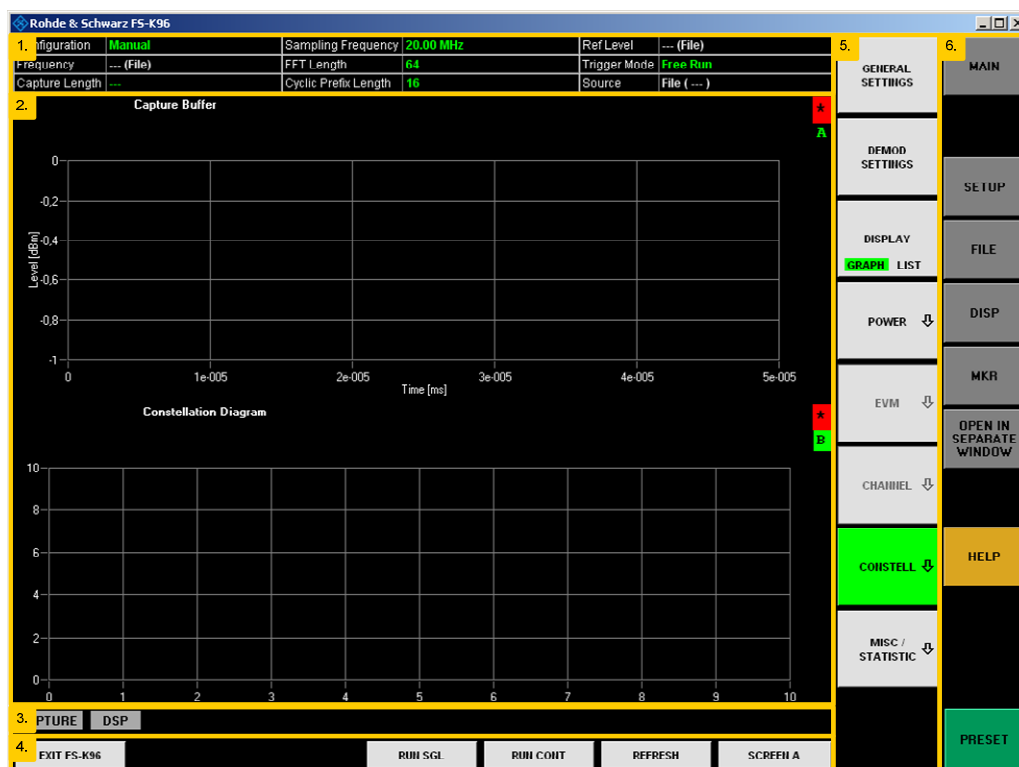 Rohde & Schwarz FS-K96
1. nfiguration Manual Sampling Frequency 20.00 MHz Ref Level --- (File)
Frequency --- (File) FFT Length 64 Trigger Mode Free Run
Capture Length --- Cyclic Prefix Length 16 Source File ( --- )
2. Capture Buffer
*
A
0
-0,2
-0,4
-0,6
-0,8
-1
Level [dBm]
0 1e-005 2e-005 3e-005 4e-005 5e-005
Time [ms]
Constellation Diagram
*
B
10
8
6
4
2
0
0 1 2 3 4 5 6 7 8 9 10
3. PTURE DSP
4. EXIT FS-K96 RUN SGL RUN CONT REFRESH SCREEN A
5.
GENERAL
SETTINGS
DEMOD
SETTINGS
DISPLAY
GRAPH LIST
POWER
EVM
CHANNEL
CONSTELL
MISC /
STATISTIC
6.
MAIN
SETUP
FILE
DISP
MKR
OPEN IN
SEPARATE
WINDOW
HELP
PRESET